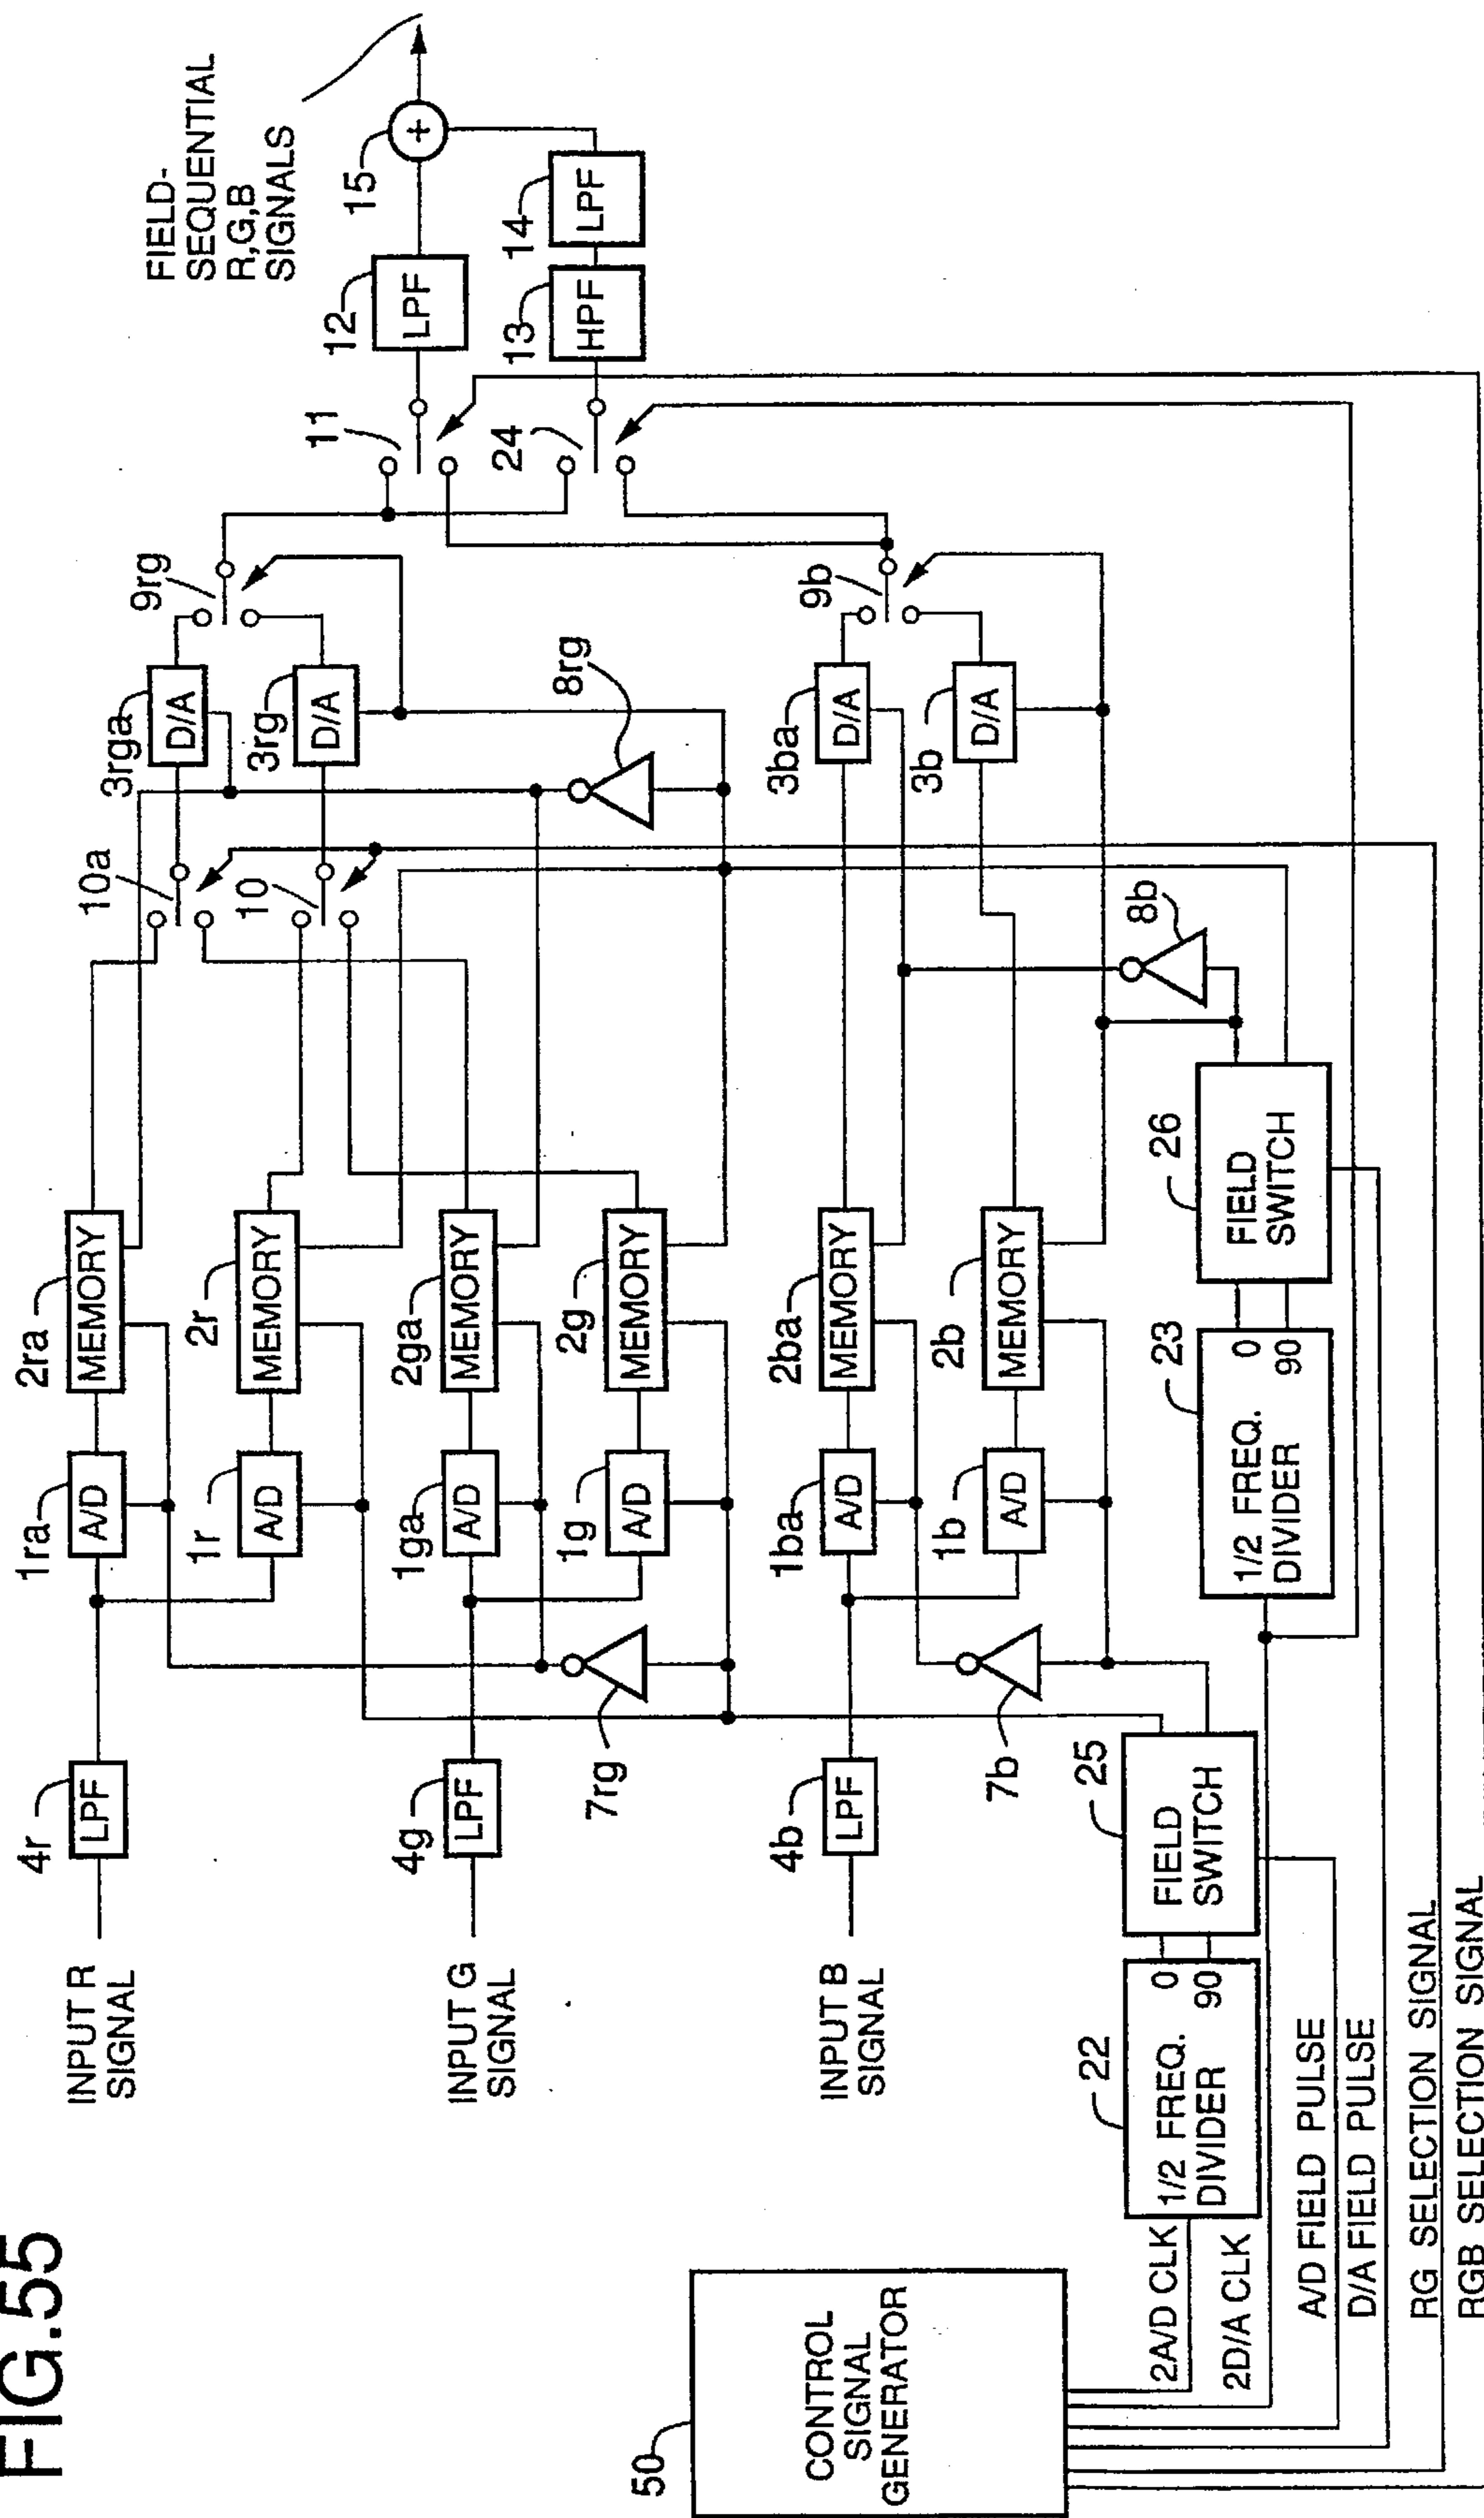 FIG.55
INPUT R
SIGNAL
4r
LPF
1ra
A/D
2ra
MEMORY
10a
3rga
D/A
9rg
1r
A/D
2r
MEMORY
10
3rg
D/A
11
12
LPF
15
+
FIELD-
SEQUENTIAL
R,G,B
SIGNALS
INPUT G
SIGNAL
4g
LPF
1ga
A/D
2ga
MEMORY
24
13
HPF
14
LPF
7rg
1g
A/D
2g
MEMORY
8rg
INPUT B
SIGNAL
4b
LPF
1ba
A/D
2ba
MEMORY
3ba
D/A
9b
7b
1b
A/D
2b
MEMORY
3b
D/A
8b
50
CONTROL
SIGNAL
GENERATOR
2A/D CLK
2D/A CLK
22
1/2 FREQ.
DIVIDER
0
90
25
FIELD
SWITCH
23
1/2 FREQ.
DIVIDER
0
90
26
FIELD
SWITCH
A/D FIELD PULSE
D/A FIELD PULSE
RG SELECTION SIGNAL
RGB SELECTION SIGNAL